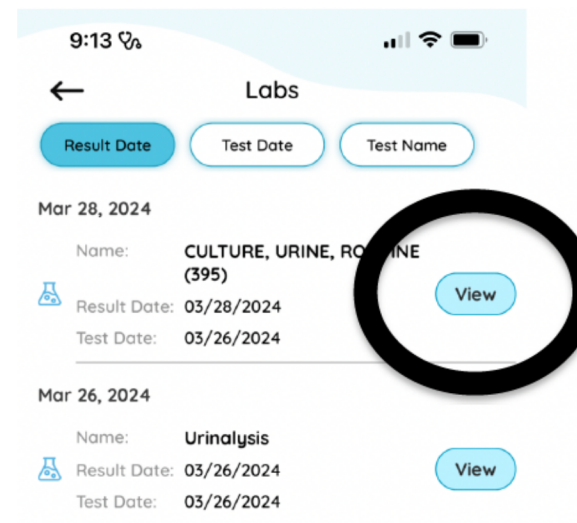 9:13
Labs
Result Date Test Date Test Name
Mar 28, 2024
Name: CULTURE, URINE, INE
(395)
View
Result Date: 03/28/2024
Test Date: 03/26/2024
Mar 26, 2024
Name: Urinalysis
Result Date: 03/26/2024 View
Test Date: 03/26/2024